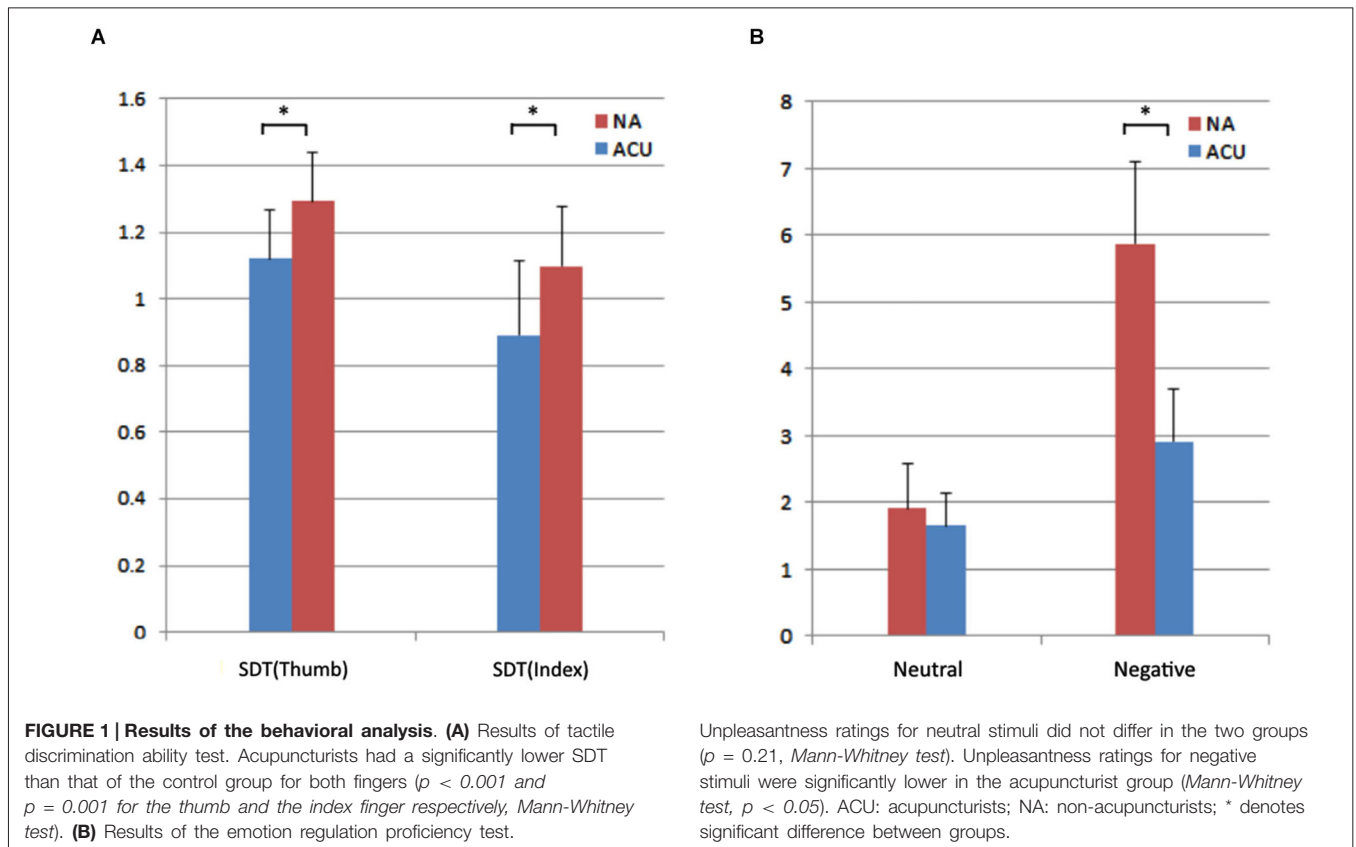 A
1.6
1.4
1.2
1
0.8
0.6
0.4
0.2
0
*
*
NA
ACU
SDT(Thumb)
SDT(Index)
B
8
7
6
5
4
3
2
1
0
*
NA
ACU
Neutral
Negative
FIGURE 1 | Results of the behavioral analysis. (A) Results of tactile
discrimination ability test. Acupuncturists had a significantly lower SDT
than that of the control group for both fingers (p < 0.001 and
p = 0.001 for the thumb and the index finger respectively, Mann-Whitney
test). (B) Results of the emotion regulation proficiency test.
Unpleasantness ratings for neutral stimuli did not differ in the two groups
(p = 0.21, Mann-Whitney test). Unpleasantness ratings for negative
stimuli were significantly lower in the acupuncturist group (Mann-Whitney
test, p < 0.05). ACU: acupuncturists; NA: non-acupuncturists; * denotes
significant difference between groups.